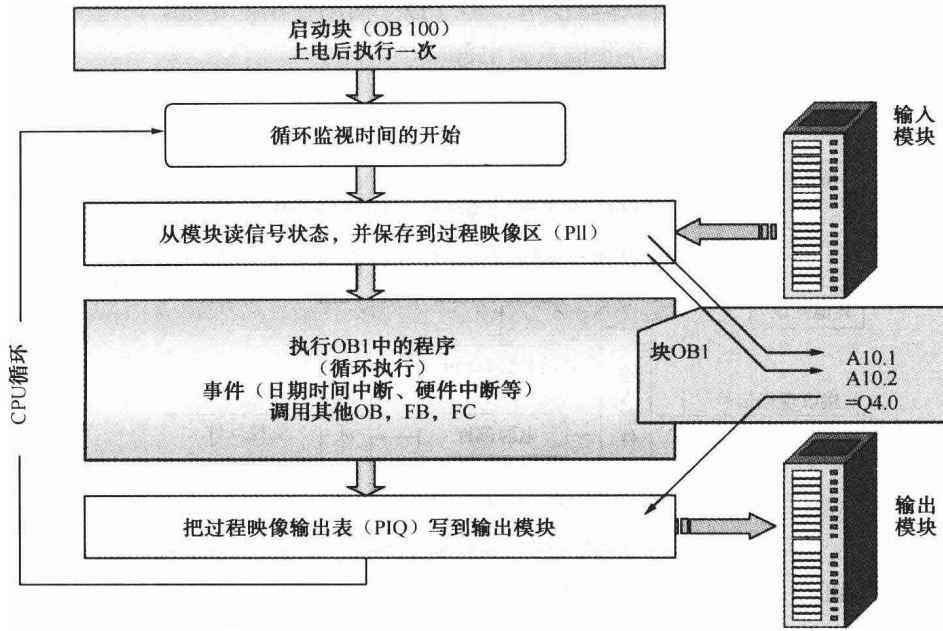 启动块（OB 100）
上电后执行一次
循环监视时间的开始
输入
模块
从模块读信号状态，并保存到过程映像区（PII）
执行OB1中的程序
（循环执行）
事件（日期时间中断、硬件中断等）
调用其他OB，FB，FC
块OB1
A10.1
A10.2
=Q4.0
CPU循环
把过程映像输出表（PIQ）写到输出模块
输出
模块